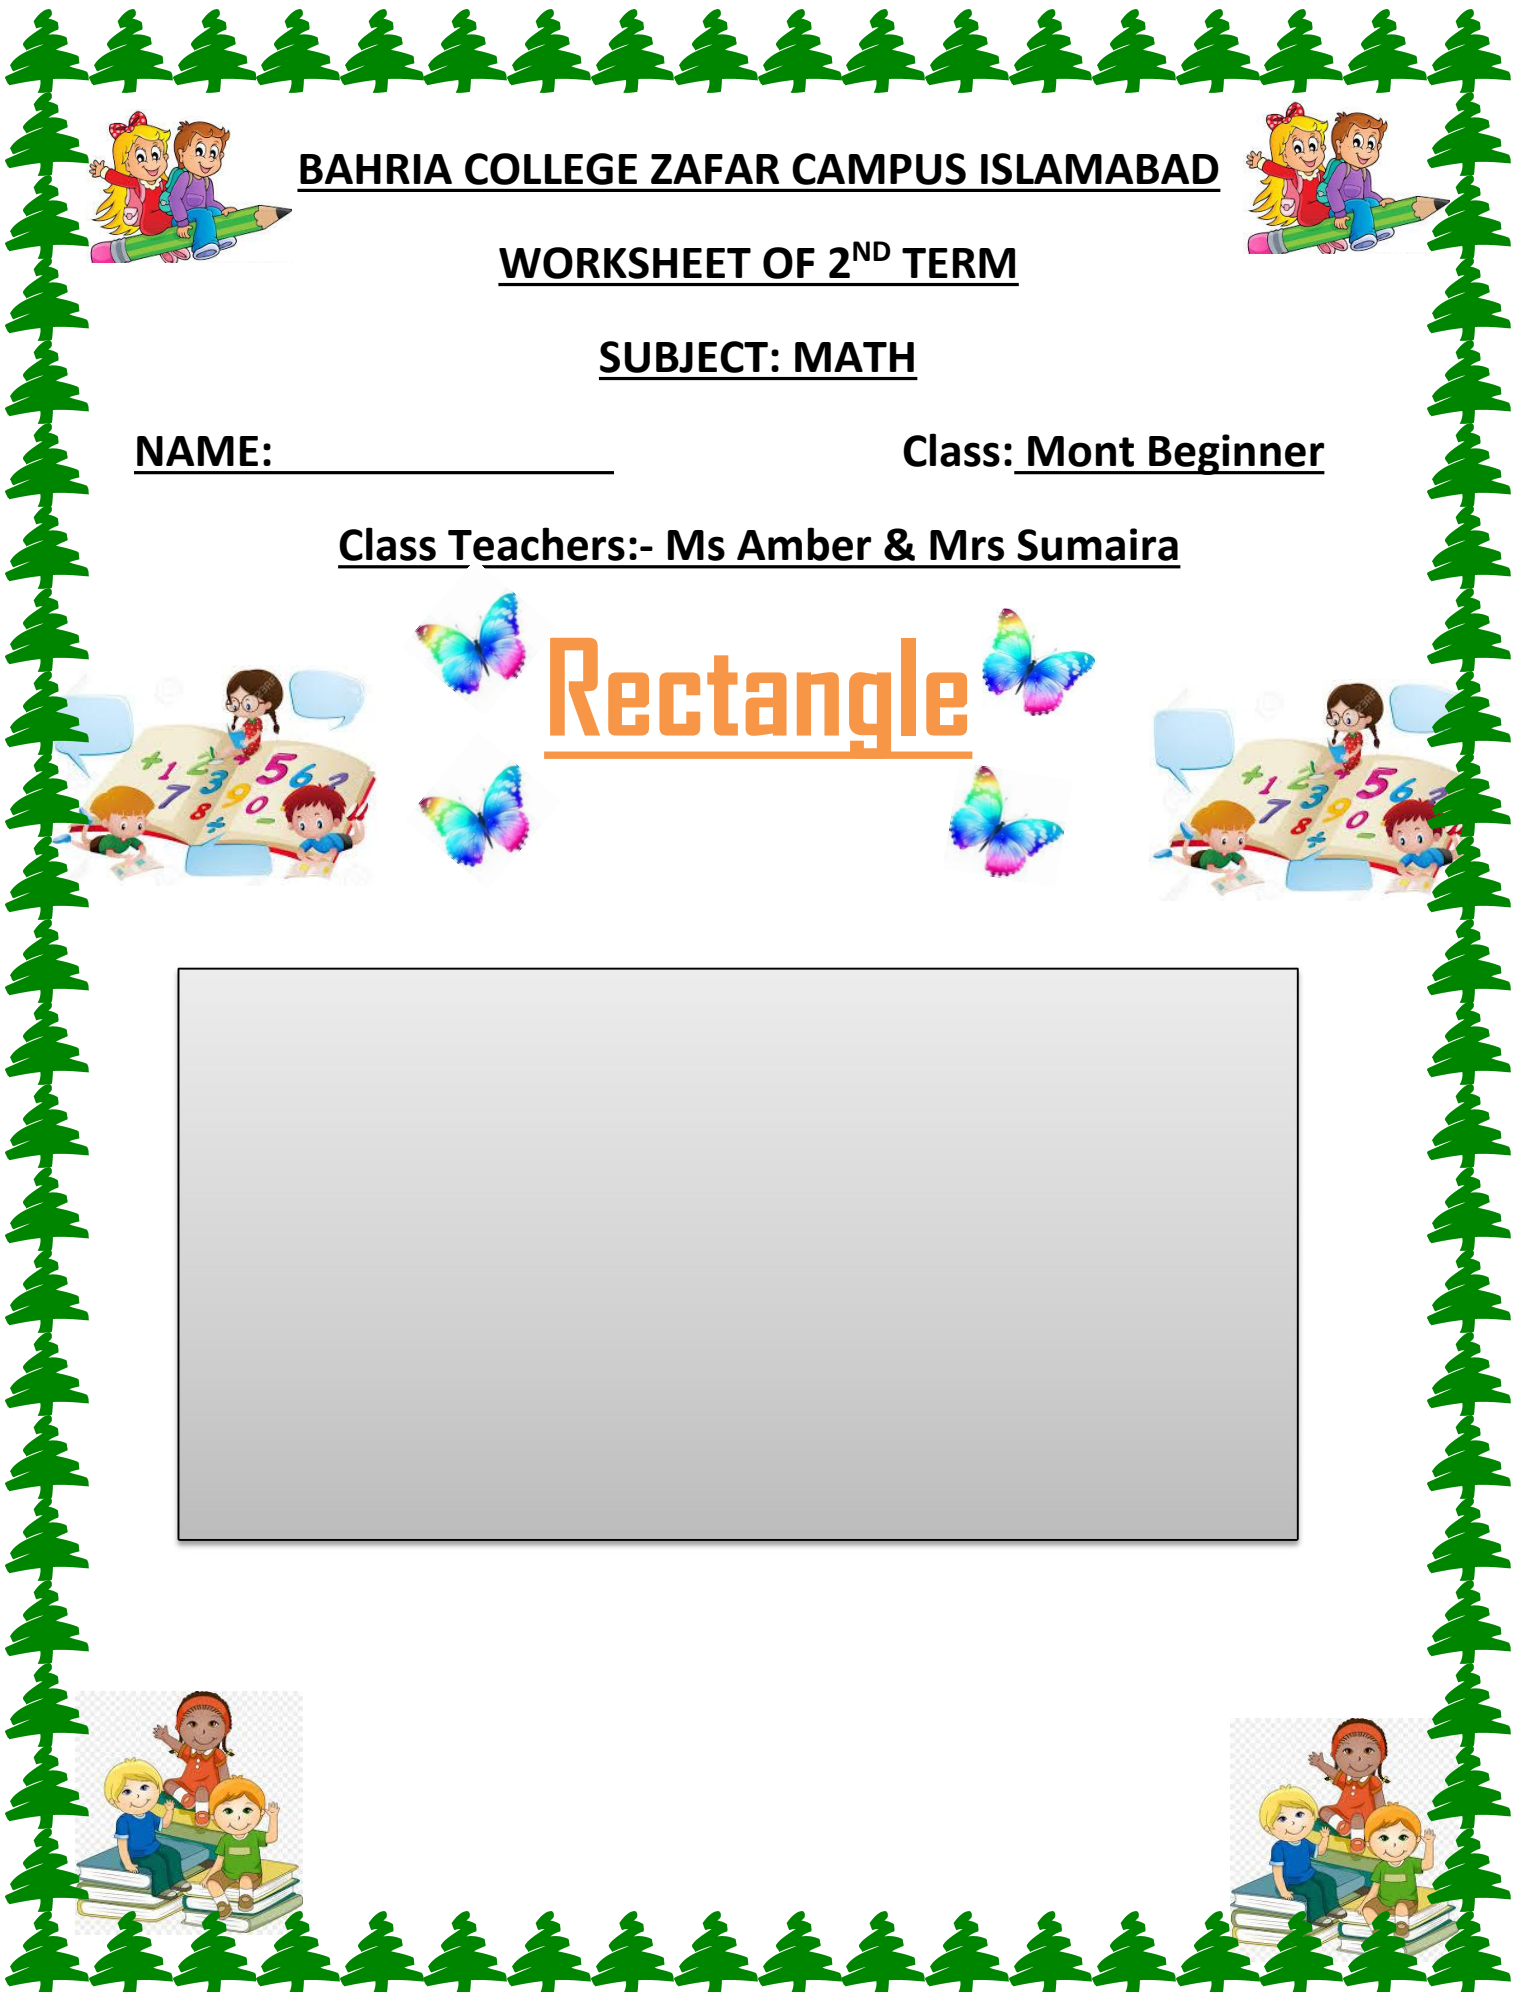 BAHRIA COLLEGE ZAFAR CAMPUS ISLAMABAD
WORKSHEET OF 2ND TERM
SUBJECT: MATH
NAME: Class: Mont Beginner
Class Teachers:- Ms Amber & Mrs Sumaira
Rectangle